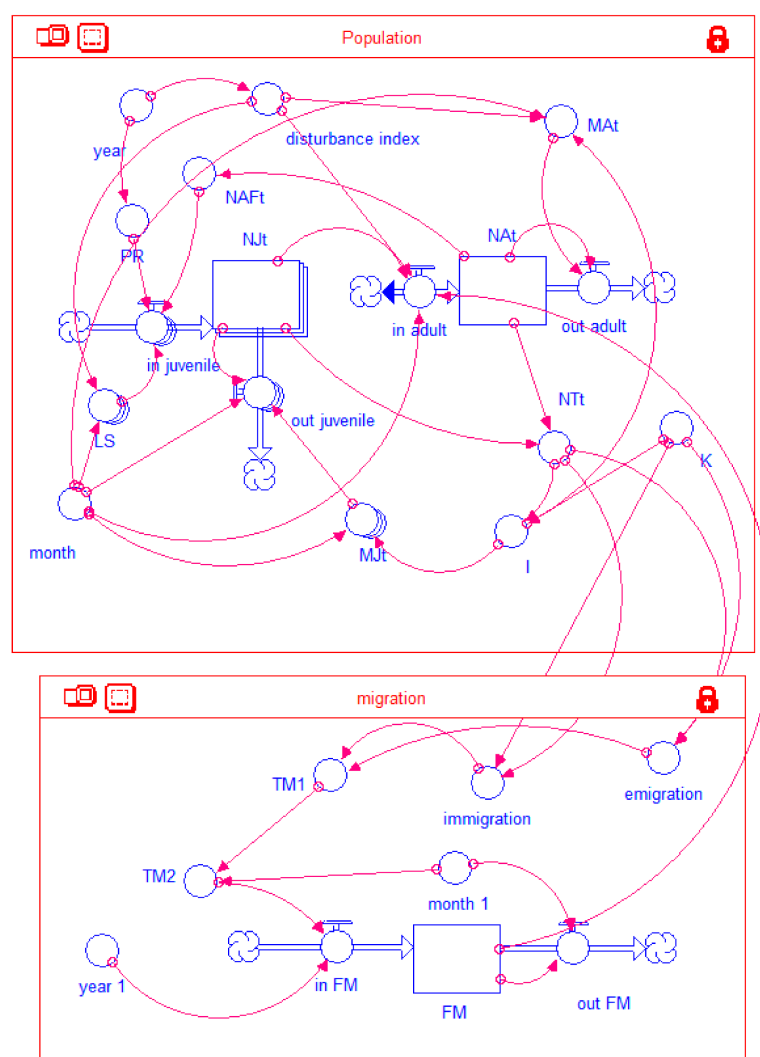 Population
year
disturbance index
MAt
NAFt
PR
NJt
NAt
in juvenile
in adult
out adult
LS
out juvenile
NTt
K
month
MJt
I
migration
TM1
immigration
emigration
TM2
month 1
year 1
in FM
FM
out FM